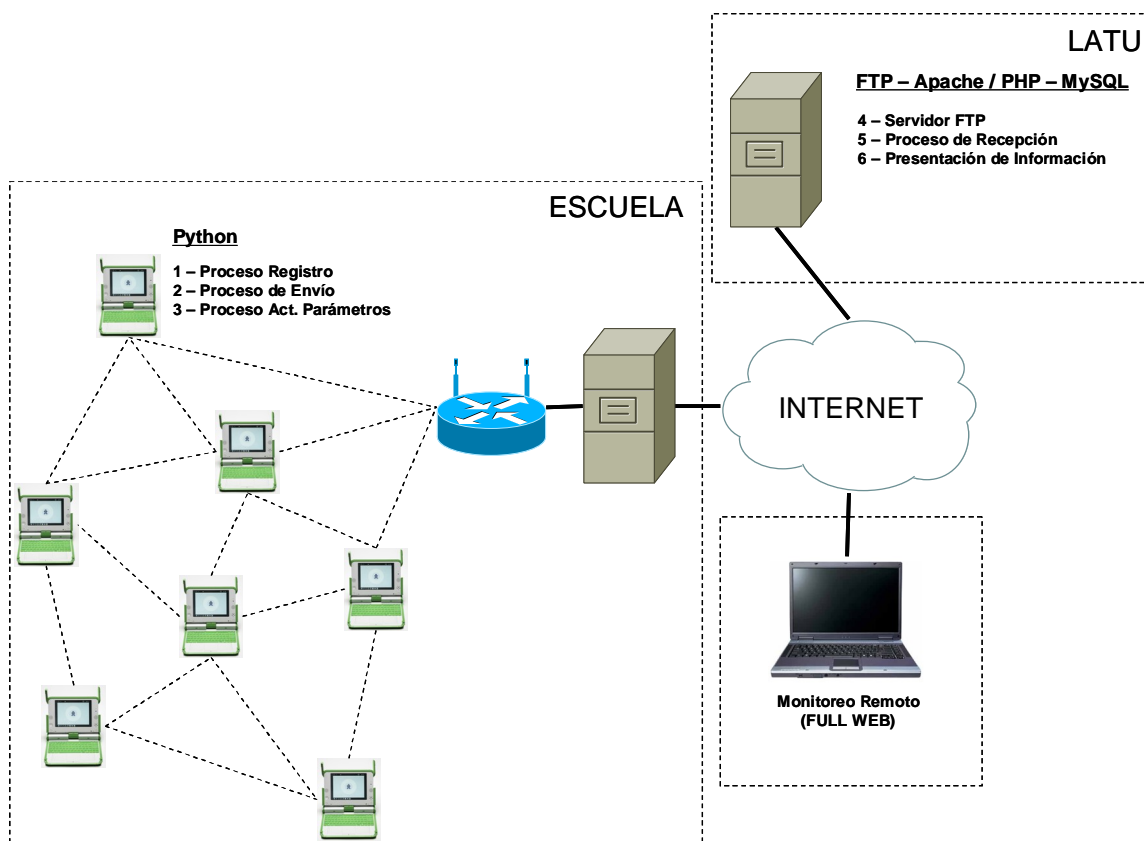 LATU
FTP – Apache / PHP – MySQL
4 – Servidor FTP
5 – Proceso de Recepción
6 – Presentación de Información
ESCUELA
Python
1 – Proceso Registro
2 – Proceso de Envío
3 – Proceso Act. Parámetros
INTERNET
Monitoreo Remoto
(FULL WEB)